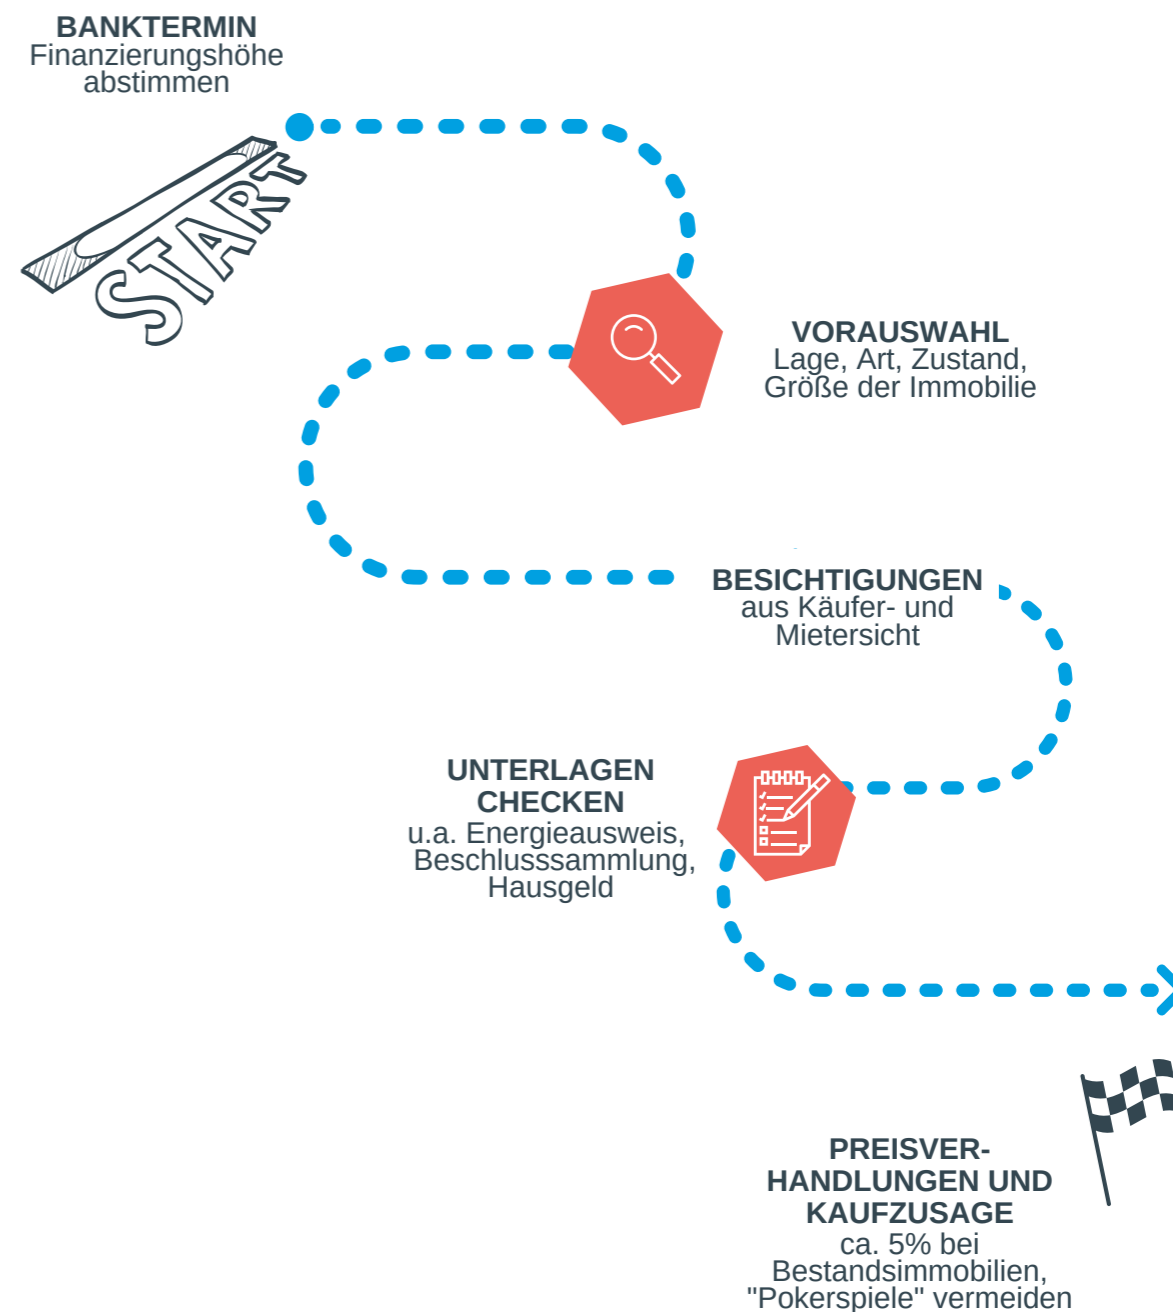 BANKTERMIN
Finanzierungshöhe
abstimmen
START
VORAUSWAHL
Lage, Art, Zustand,
Größe der Immobilie
BESICHTIGUNGEN
aus Käufer- und
Mietersicht
UNTERLAGEN
CHECKEN
u.a. Energieausweis,
Beschlusssammlung,
Hausgeld
PREISVER-
HANDLUNGEN UND
KAUFZUSAGE
ca. 5% bei
Bestandsimmobilien,
"Pokerspiele" vermeiden